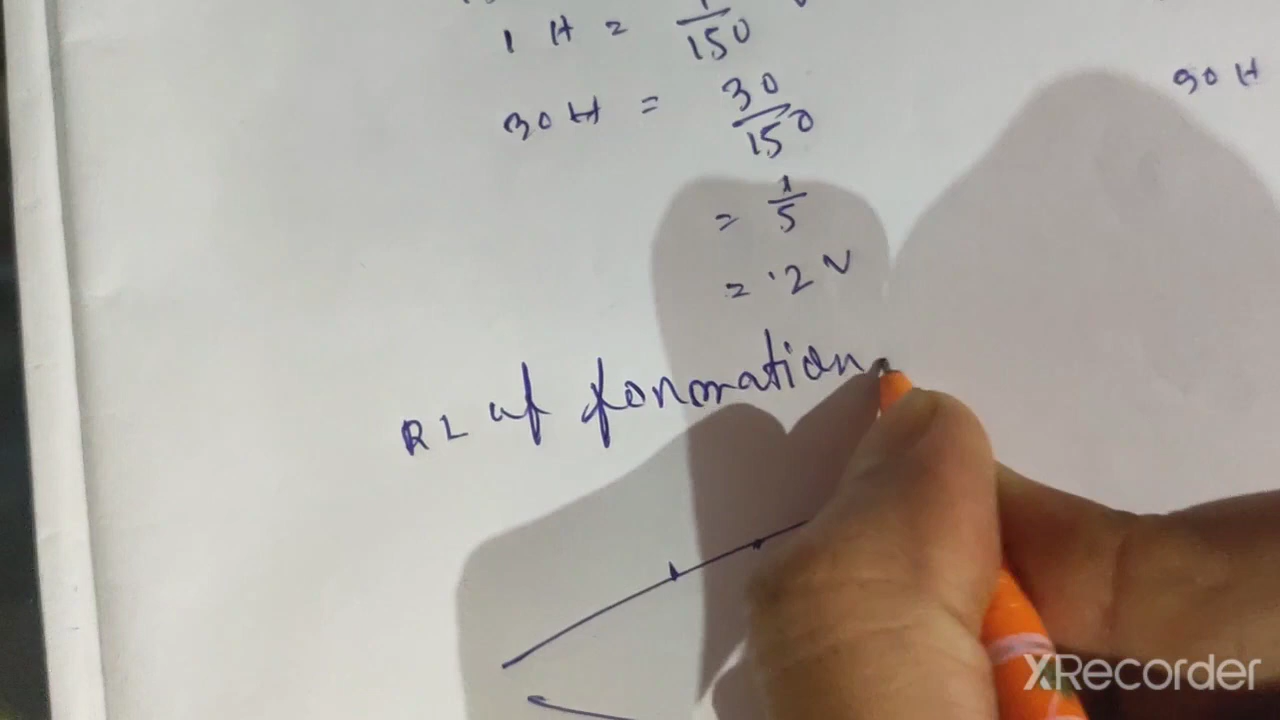 1 H = 1/150 V
30 H = 30/150
= 1/5
= .2 V
90 H
RL of formation
XRecorder